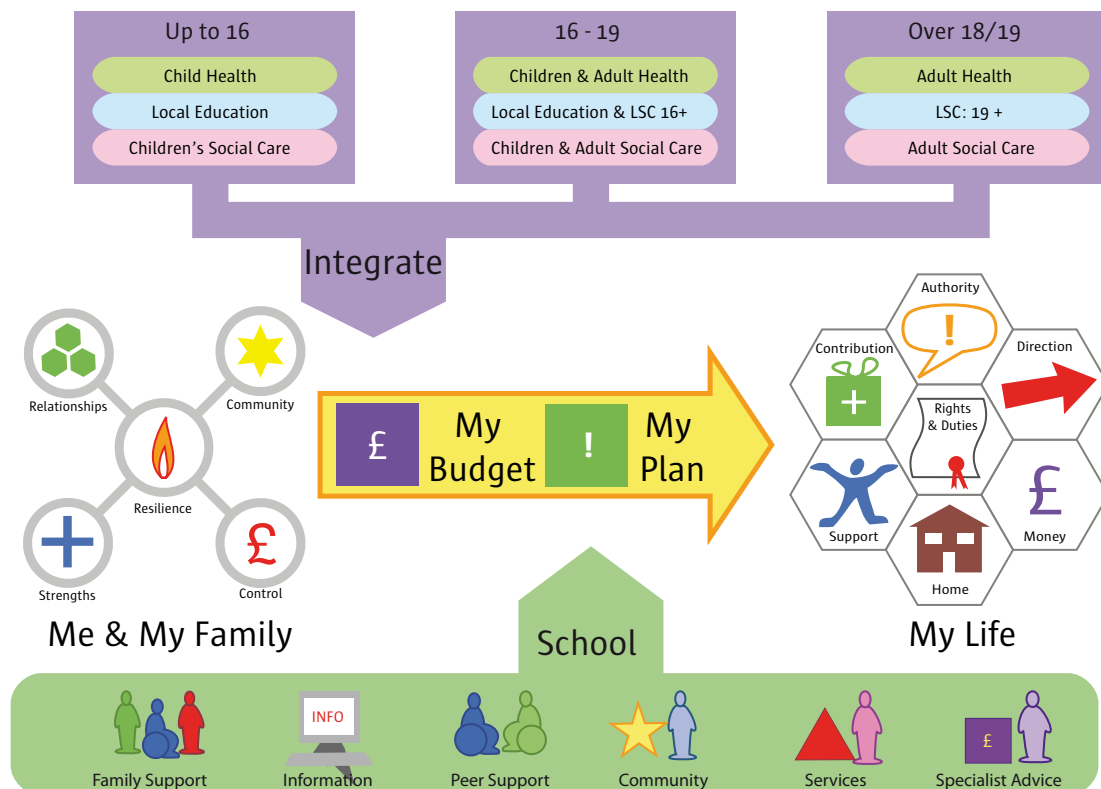 Up to 16
Child Health
Local Education
Children's Social Care
16 - 19
Children & Adult Health
Local Education & LSC 16+
Children & Adult Social Care
Over 18/19
Adult Health
LSC: 19 +
Adult Social Care
Integrate
Relationships
Community
Resilience
Strengths
£
Control
Me & My Family
£
My
Budget
!
My
Plan
Authority
!
Contribution
+
Direction
Rights
& Duties
Support
£
Money
Home
My Life
School
Family Support
INFO
Information
Peer Support
Community
Services
£
Specialist Advice